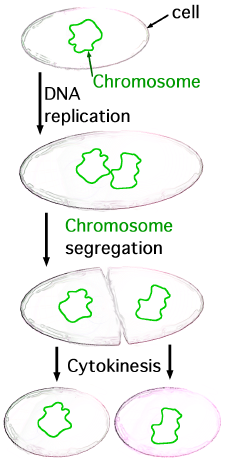 cell
Chromosome
DNA
replication
Chromosome
segregation
Cytokinesis